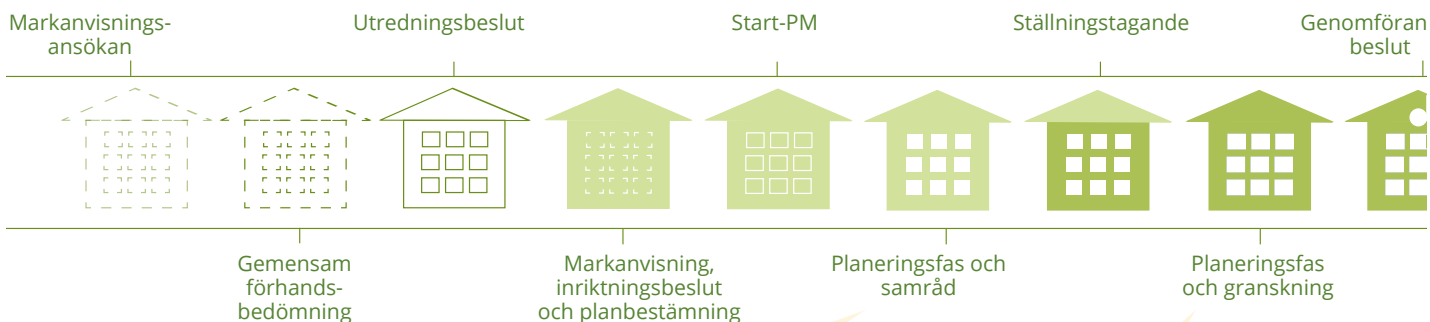 Markanvisnings-
ansökan
Utredningsbeslut
Start-PM
Ställningstagande
Genomföran
beslut
Gemensam
förhands-
bedömning
Markanvisning,
inriktningsbeslut
och planbestämning
Planeringsfas och
samråd
Planeringsfas
och granskning